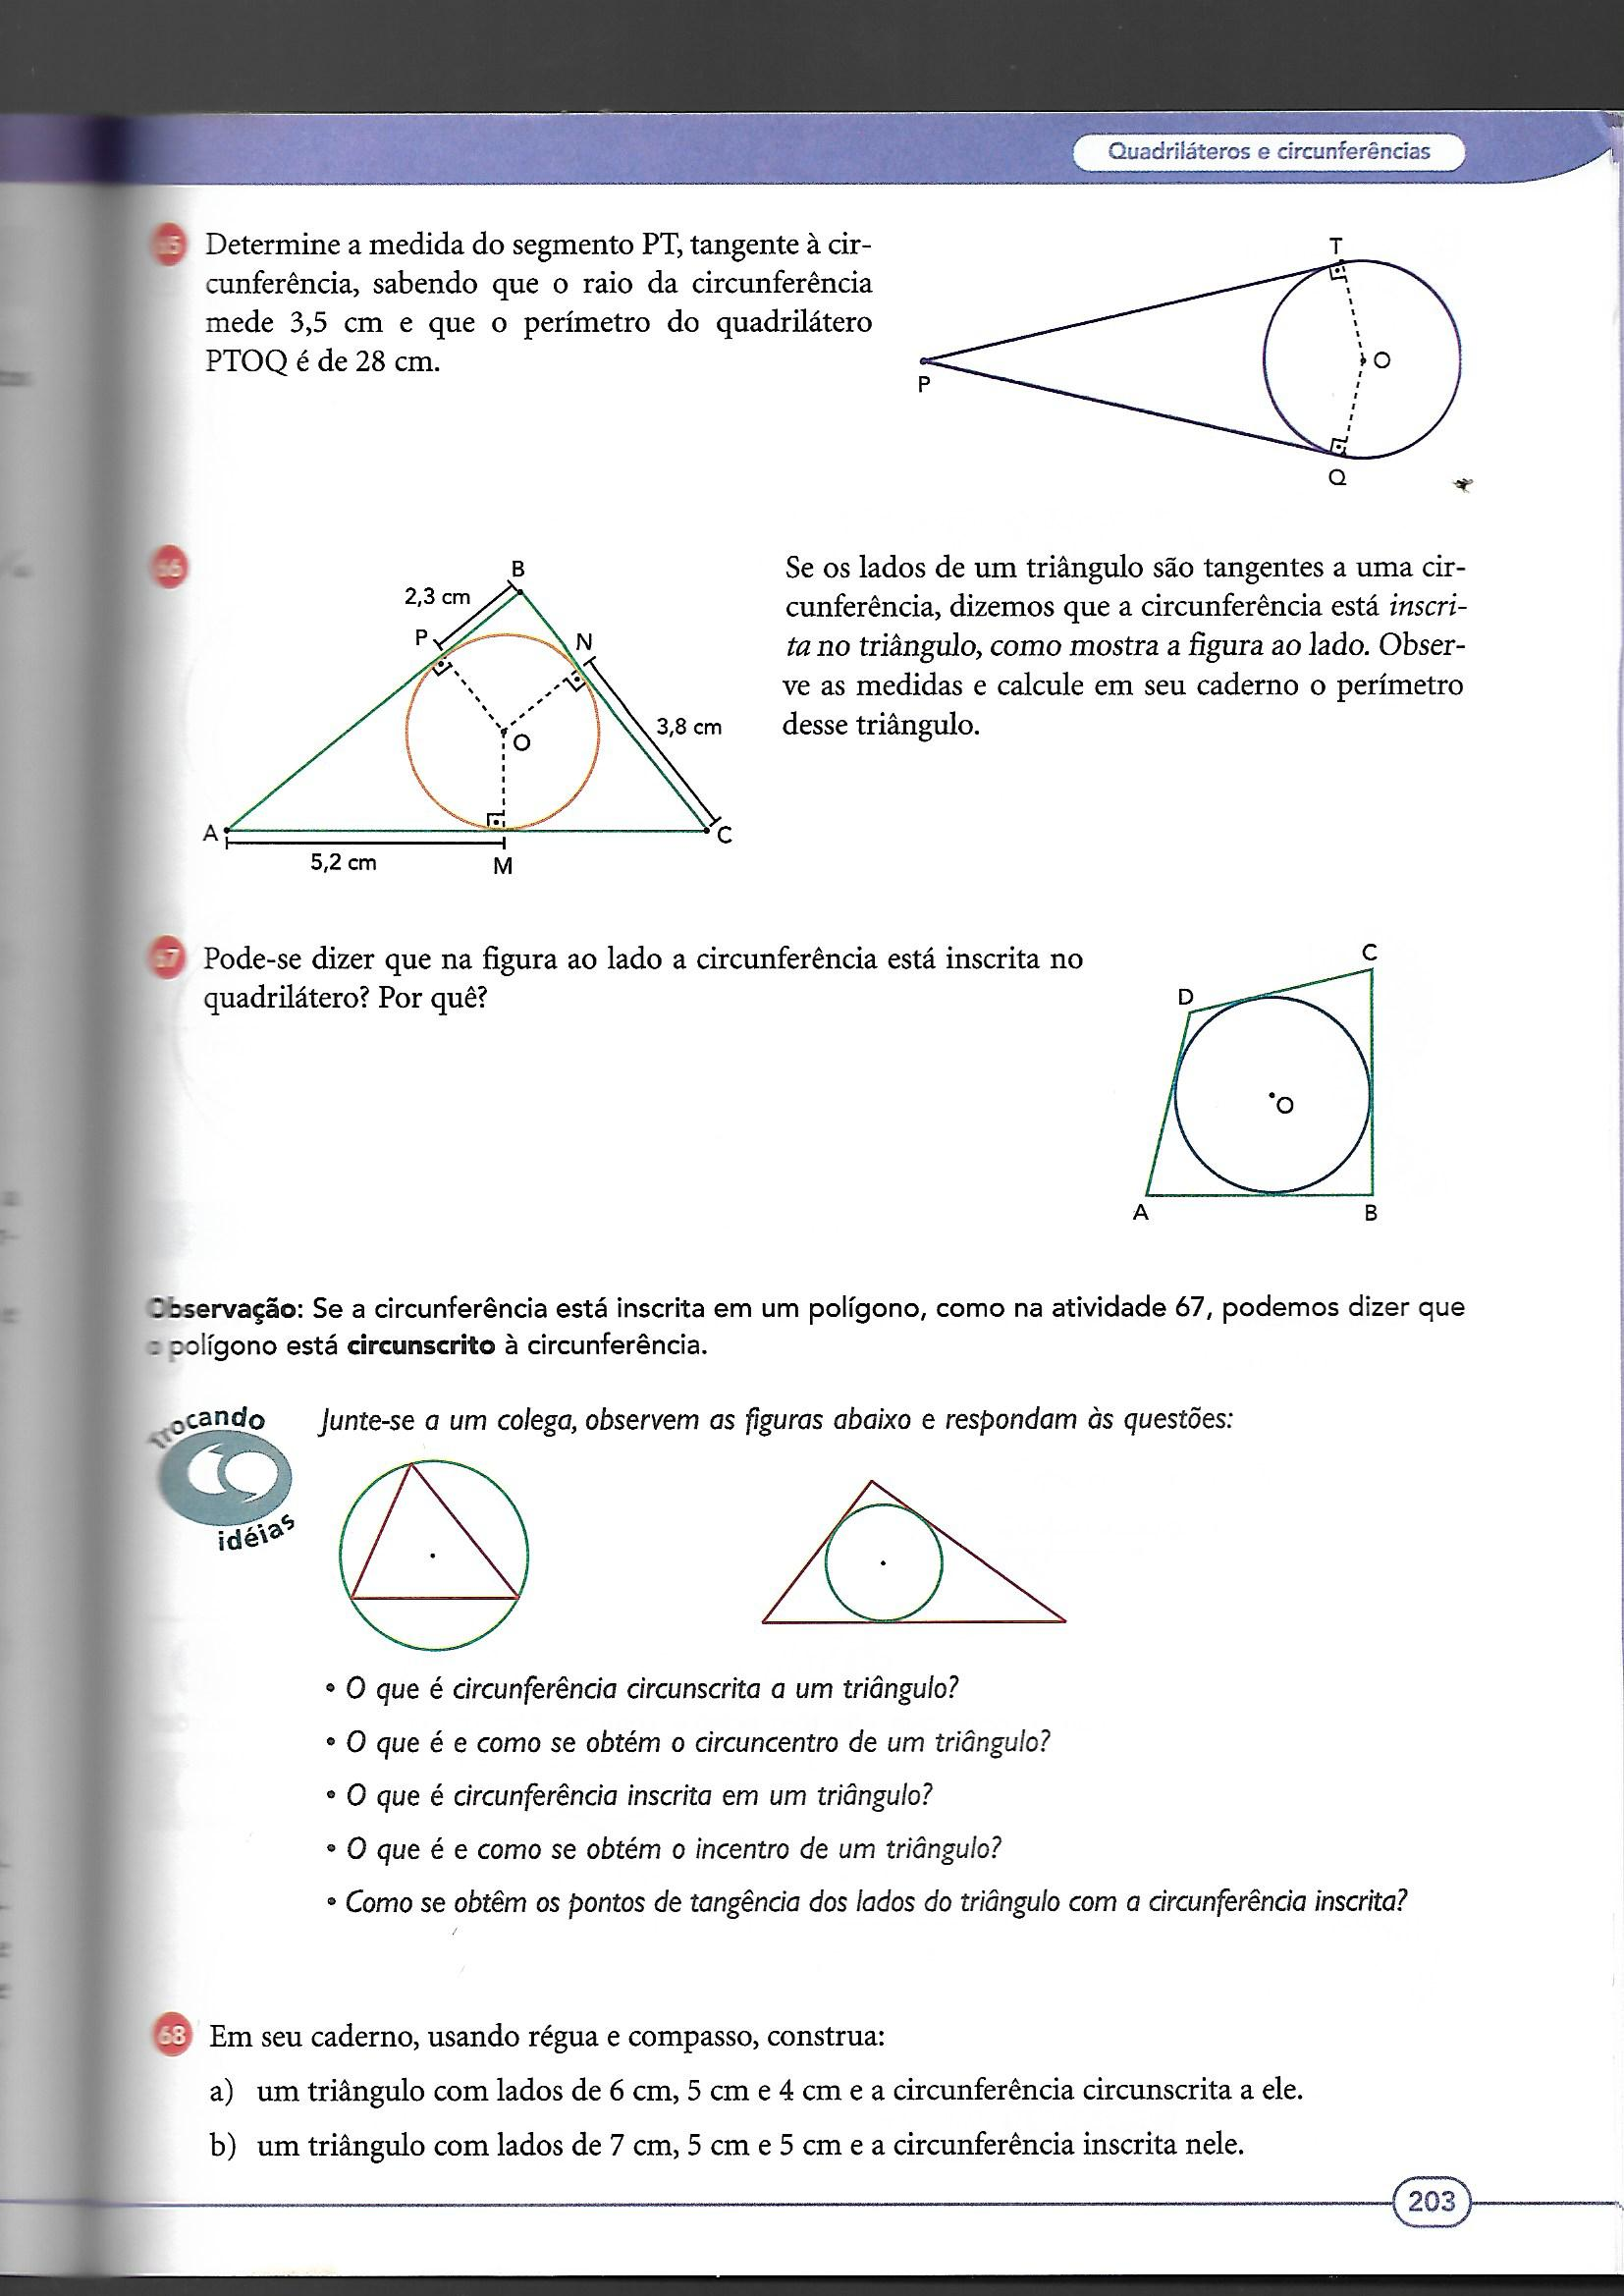 Quadriláteros e circunferências
65 Determine a medida do segmento PT, tangente à cir-
cunferência, sabendo que o raio da circunferência
mede 3,5 cm e que o perímetro do quadrilátero
PTOQ é de 28 cm.
T
O
P
Q
66
B
2,3 cm
P
N
3,8 cm
O
A
C
5,2 cm
M
Se os lados de um triângulo são tangentes a uma cir-
cunferência, dizemos que a circunferência está inscri-
ta no triângulo, como mostra a figura ao lado. Obser-
ve as medidas e calcule em seu caderno o perímetro
desse triângulo.
67 Pode-se dizer que na figura ao lado a circunferência está inscrita no
quadrilátero? Por quê?
C
D
O
A
B
Observação: Se a circunferência está inscrita em um polígono, como na atividade 67, podemos dizer que
o polígono está circunscrito à circunferência.
Trocando
idéias
Junte-se a um colega, observem as figuras abaixo e respondam às questões:
• O que é circunferência circunscrita a um triângulo?
• O que é e como se obtém o circuncentro de um triângulo?
• O que é circunferência inscrita em um triângulo?
• O que é e como se obtém o incentro de um triângulo?
• Como se obtêm os pontos de tangência dos lados do triângulo com a circunferência inscrita?
68 Em seu caderno, usando régua e compasso, construa:
a) um triângulo com lados de 6 cm, 5 cm e 4 cm e a circunferência circunscrita a ele.
b) um triângulo com lados de 7 cm, 5 cm e 5 cm e a circunferência inscrita nele.
203